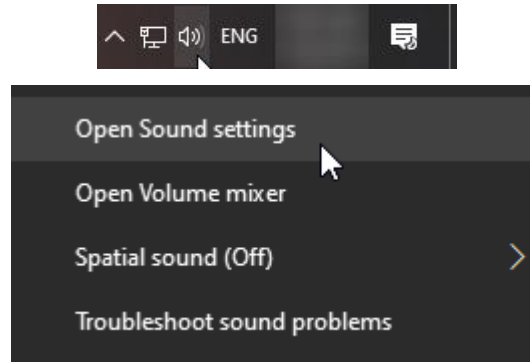 ENG
Open Sound settings
Open Volume mixer
Spatial sound (Off)
Troubleshoot sound problems